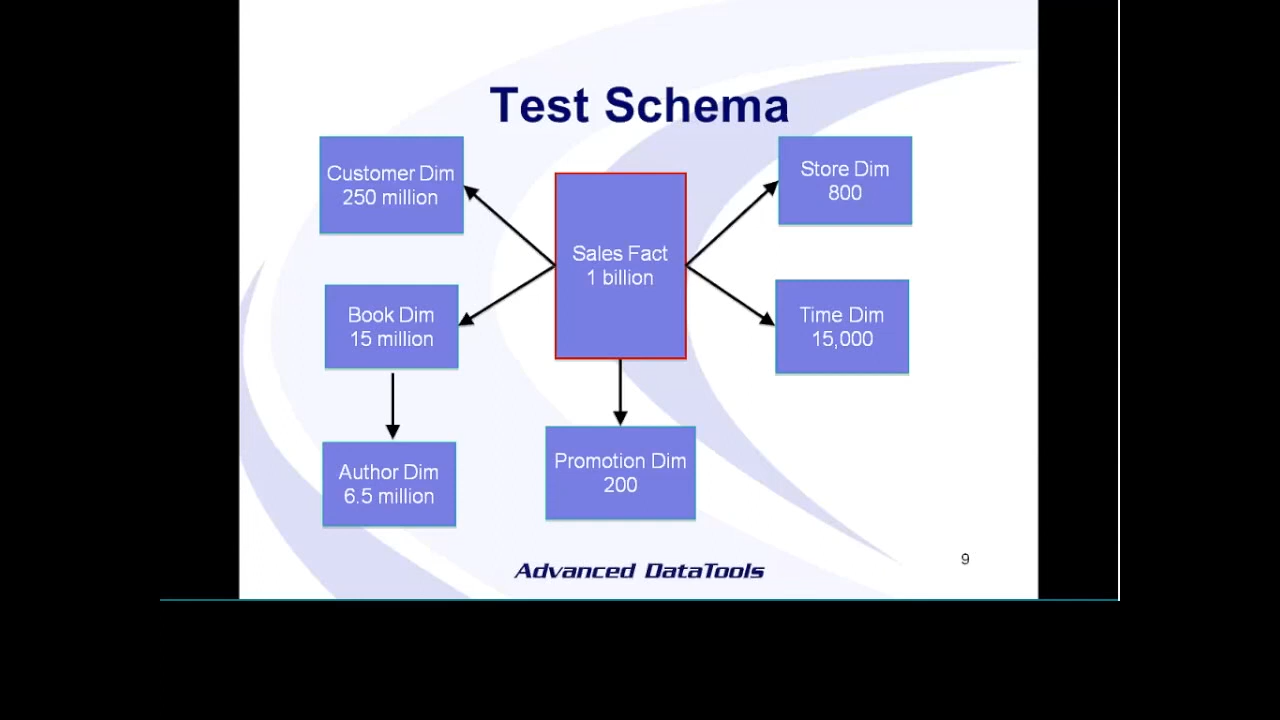 Test Schema
Customer Dim
250 million
Store Dim
800
Sales Fact
1 billion
Book Dim
15 million
Time Dim
15,000
Author Dim
6.5 million
Promotion Dim
200
Advanced DataTools
9